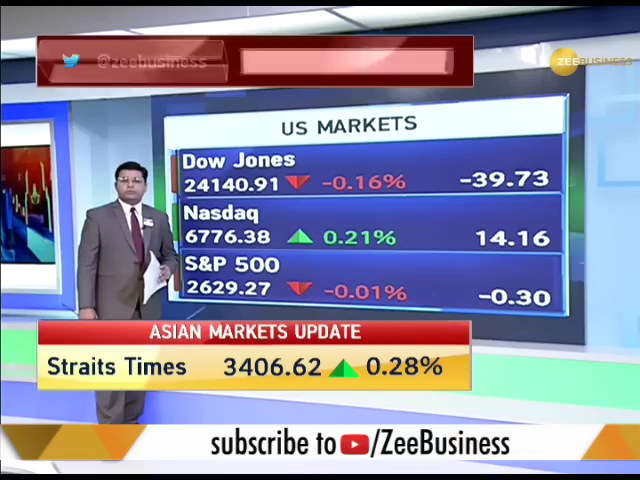 @zeebusiness
ZEEBUSINESS
US MARKETS
Dow Jones
24140.91 -0.16% -39.73
Nasdaq
6776.38 0.21% 14.16
S&P 500
2629.27 -0.01% -0.30
ASIAN MARKETS UPDATE
Straits Times 3406.62 0.28%
subscribe to /ZeeBusiness